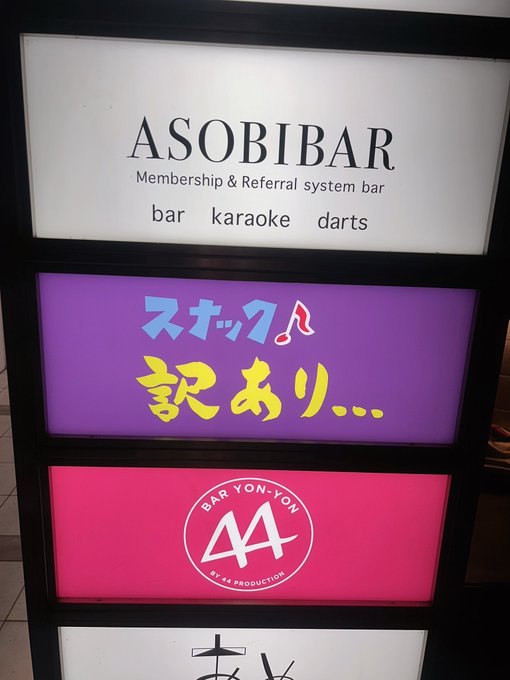 ASOBIBAR
Membership & Referral system bar
bar karaoke darts
スナック♪
訳あり...
BAR YON-YON
44
BY 44 PRODUCTION